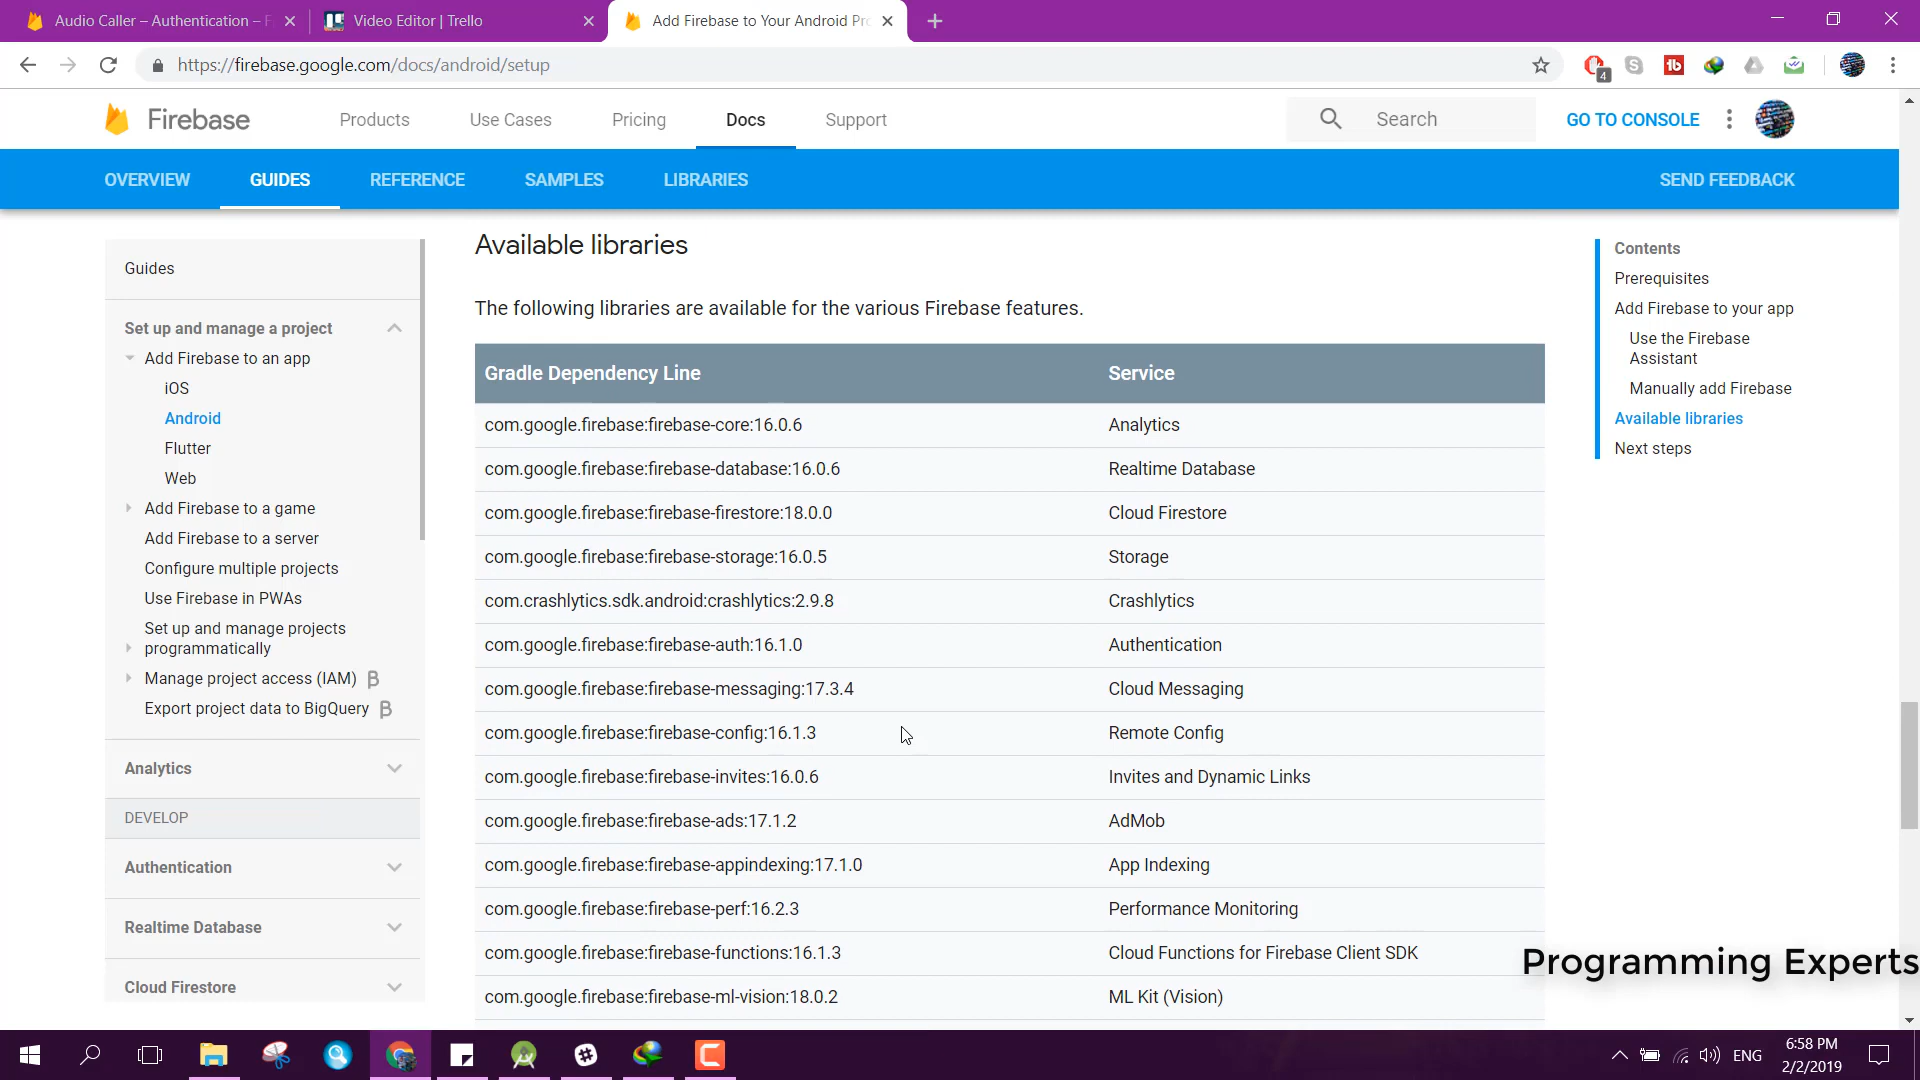 Audio Caller – Authentication – F
Video Editor | Trello
Add Firebase to Your Android Pro
https://firebase.google.com/docs/android/setup
4
Firebase
Products
Use Cases
Pricing
Docs
Support
Search
GO TO CONSOLE
OVERVIEW
GUIDES
REFERENCE
SAMPLES
LIBRARIES
SEND FEEDBACK
Guides
Set up and manage a project
Add Firebase to an app
iOS
Android
Flutter
Web
Add Firebase to a game
Add Firebase to a server
Configure multiple projects
Use Firebase in PWAs
Set up and manage projects
programmatically
Manage project access (IAM) β
Export project data to BigQuery β
Analytics
DEVELOP
Authentication
Realtime Database
Cloud Firestore
Available libraries
The following libraries are available for the various Firebase features.
Gradle Dependency Line Service
com.google.firebase:firebase-core:16.0.6 Analytics
com.google.firebase:firebase-database:16.0.6 Realtime Database
com.google.firebase:firebase-firestore:18.0.0 Cloud Firestore
com.google.firebase:firebase-storage:16.0.5 Storage
com.crashlytics.sdk.android:crashlytics:2.9.8 Crashlytics
com.google.firebase:firebase-auth:16.1.0 Authentication
com.google.firebase:firebase-messaging:17.3.4 Cloud Messaging
com.google.firebase:firebase-config:16.1.3 Remote Config
com.google.firebase:firebase-invites:16.0.6 Invites and Dynamic Links
com.google.firebase:firebase-ads:17.1.2 AdMob
com.google.firebase:firebase-appindexing:17.1.0 App Indexing
com.google.firebase:firebase-perf:16.2.3 Performance Monitoring
com.google.firebase:firebase-functions:16.1.3 Cloud Functions for Firebase Client SDK
com.google.firebase:firebase-ml-vision:18.0.2 ML Kit (Vision)
Contents
Prerequisites
Add Firebase to your app
Use the Firebase
Assistant
Manually add Firebase
Available libraries
Next steps
Programming Experts
ENG
6:58 PM
2/2/2019